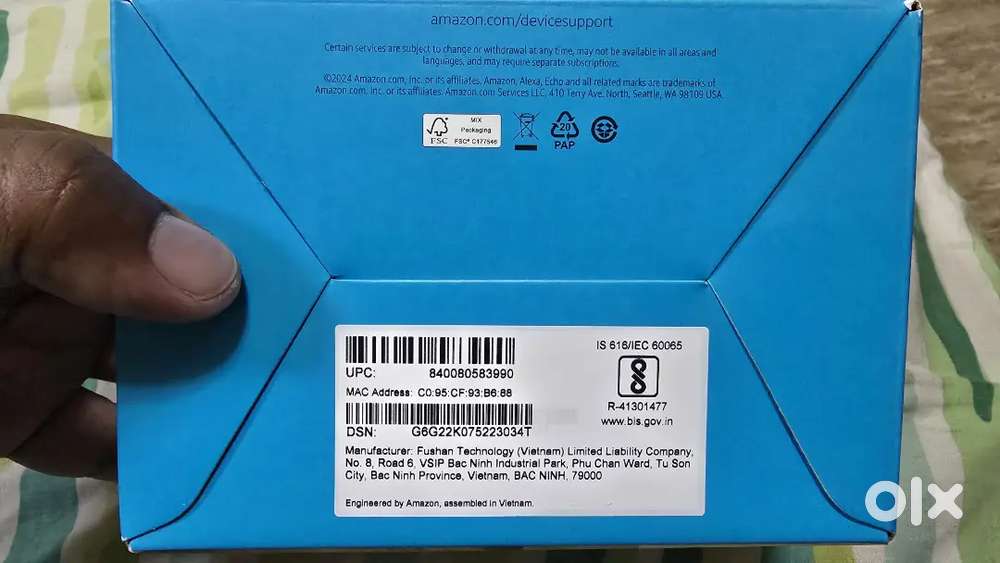 amazon.com/devicesupport
Certain services are subject to change or withdrawal at any time, may not be available in all areas and
languages, and may require separate subscriptions.
©2024 Amazon.com, Inc. or its affiliates. Amazon, Alexa, Echo and all related marks are trademarks of
Amazon.com, Inc. or its affiliates. Amazon.com Services LLC, 410 Terry Ave. North, Seattle, WA 98109 USA.
FSC
MIX
Packaging
FSC® C177546
20
PAP
UPC: 840080583990
MAC Address: C0:95:CF:93:B6:88
DSN: G6G22K075223034T
IS 616/IEC 60065
R-41301477
www.bis.gov.in
Manufacturer: Fushan Technology (Vietnam) Limited Liability Company,
No. 8, Road 6, VSIP Bac Ninh Industrial Park, Phu Chan Ward, Tu Son
City, Bac Ninh Province, Vietnam, BAC NINH, 79000
Engineered by Amazon, assembled in Vietnam.
olx